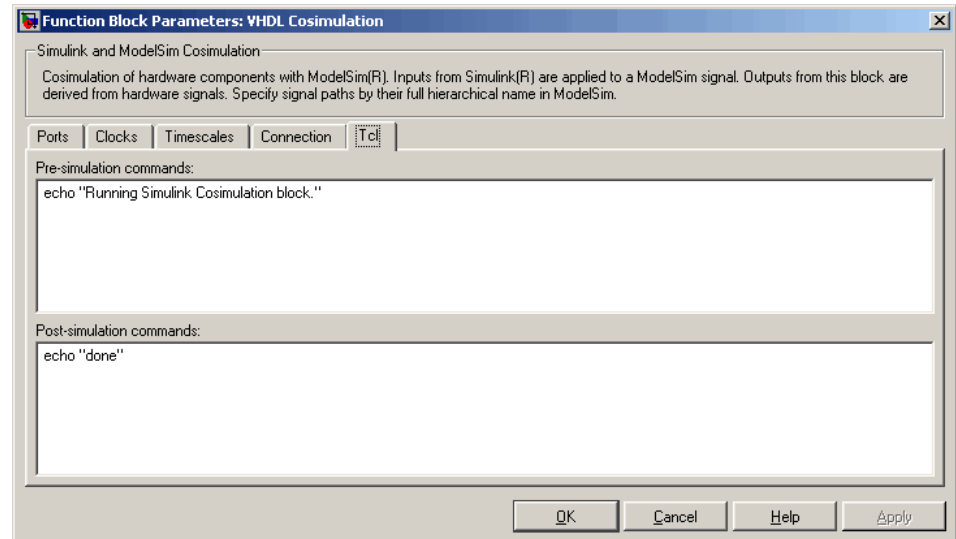 Function Block Parameters: VHDL Cosimulation
Simulink and ModelSim Cosimulation
Cosimulation of hardware components with ModelSim(R). Inputs from Simulink(R) are applied to a ModelSim signal. Outputs from this block are
derived from hardware signals. Specify signal paths by their full hierarchical name in ModelSim.
Ports Clocks Timescales Connection Tcl
Pre-simulation commands:
echo "Running Simulink Cosimulation block."
Post-simulation commands:
echo "done"
OK Cancel Help Apply